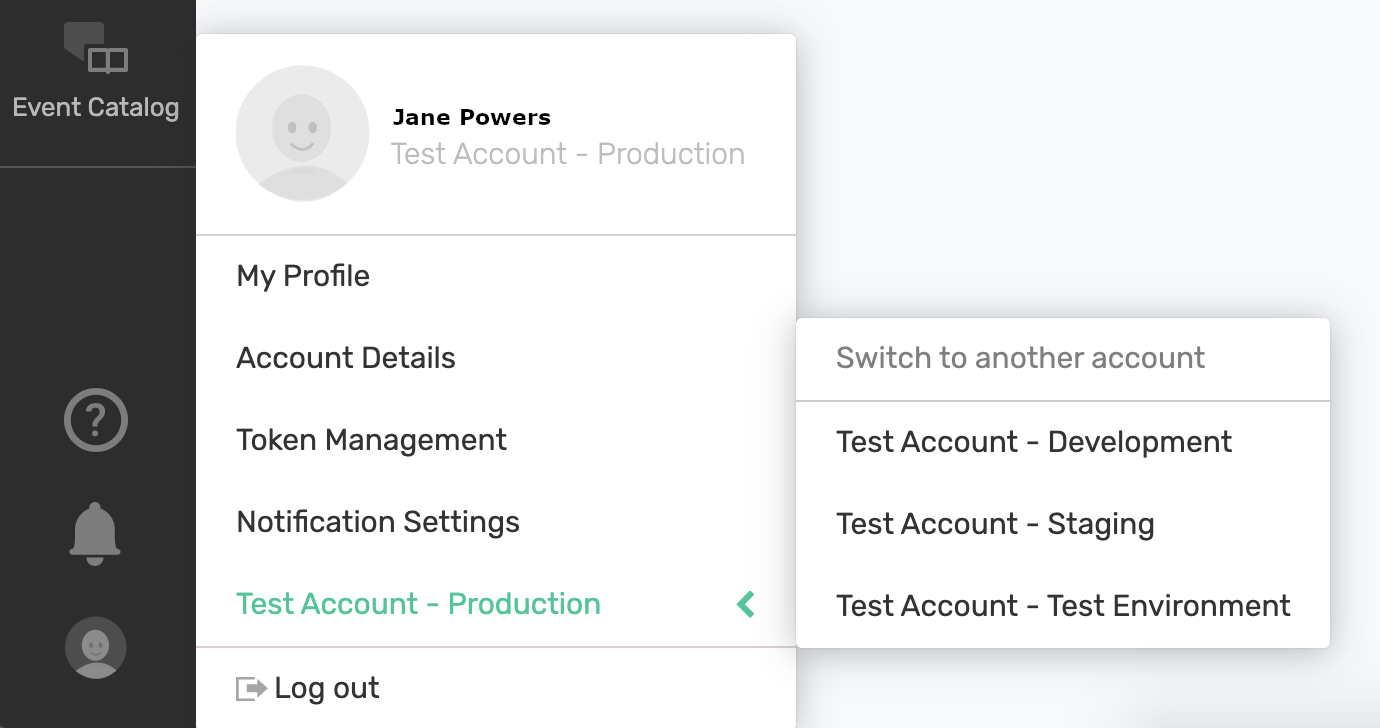 Event Catalog
Jane Powers
Test Account - Production
My Profile
Account Details
Token Management
Notification Settings
Test Account - Production
Log out
Switch to another account
Test Account - Development
Test Account - Staging
Test Account - Test Environment